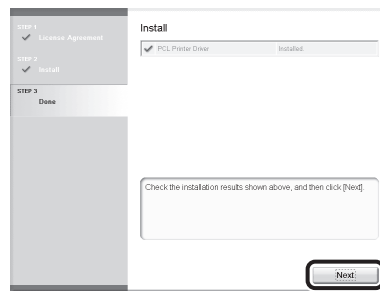 STEP 1
License Agreement
STEP 2
Install
STEP 3
Done
Install
PCL Printer Driver Installed.
Check the installation results shown above, and then click [Next].
Next